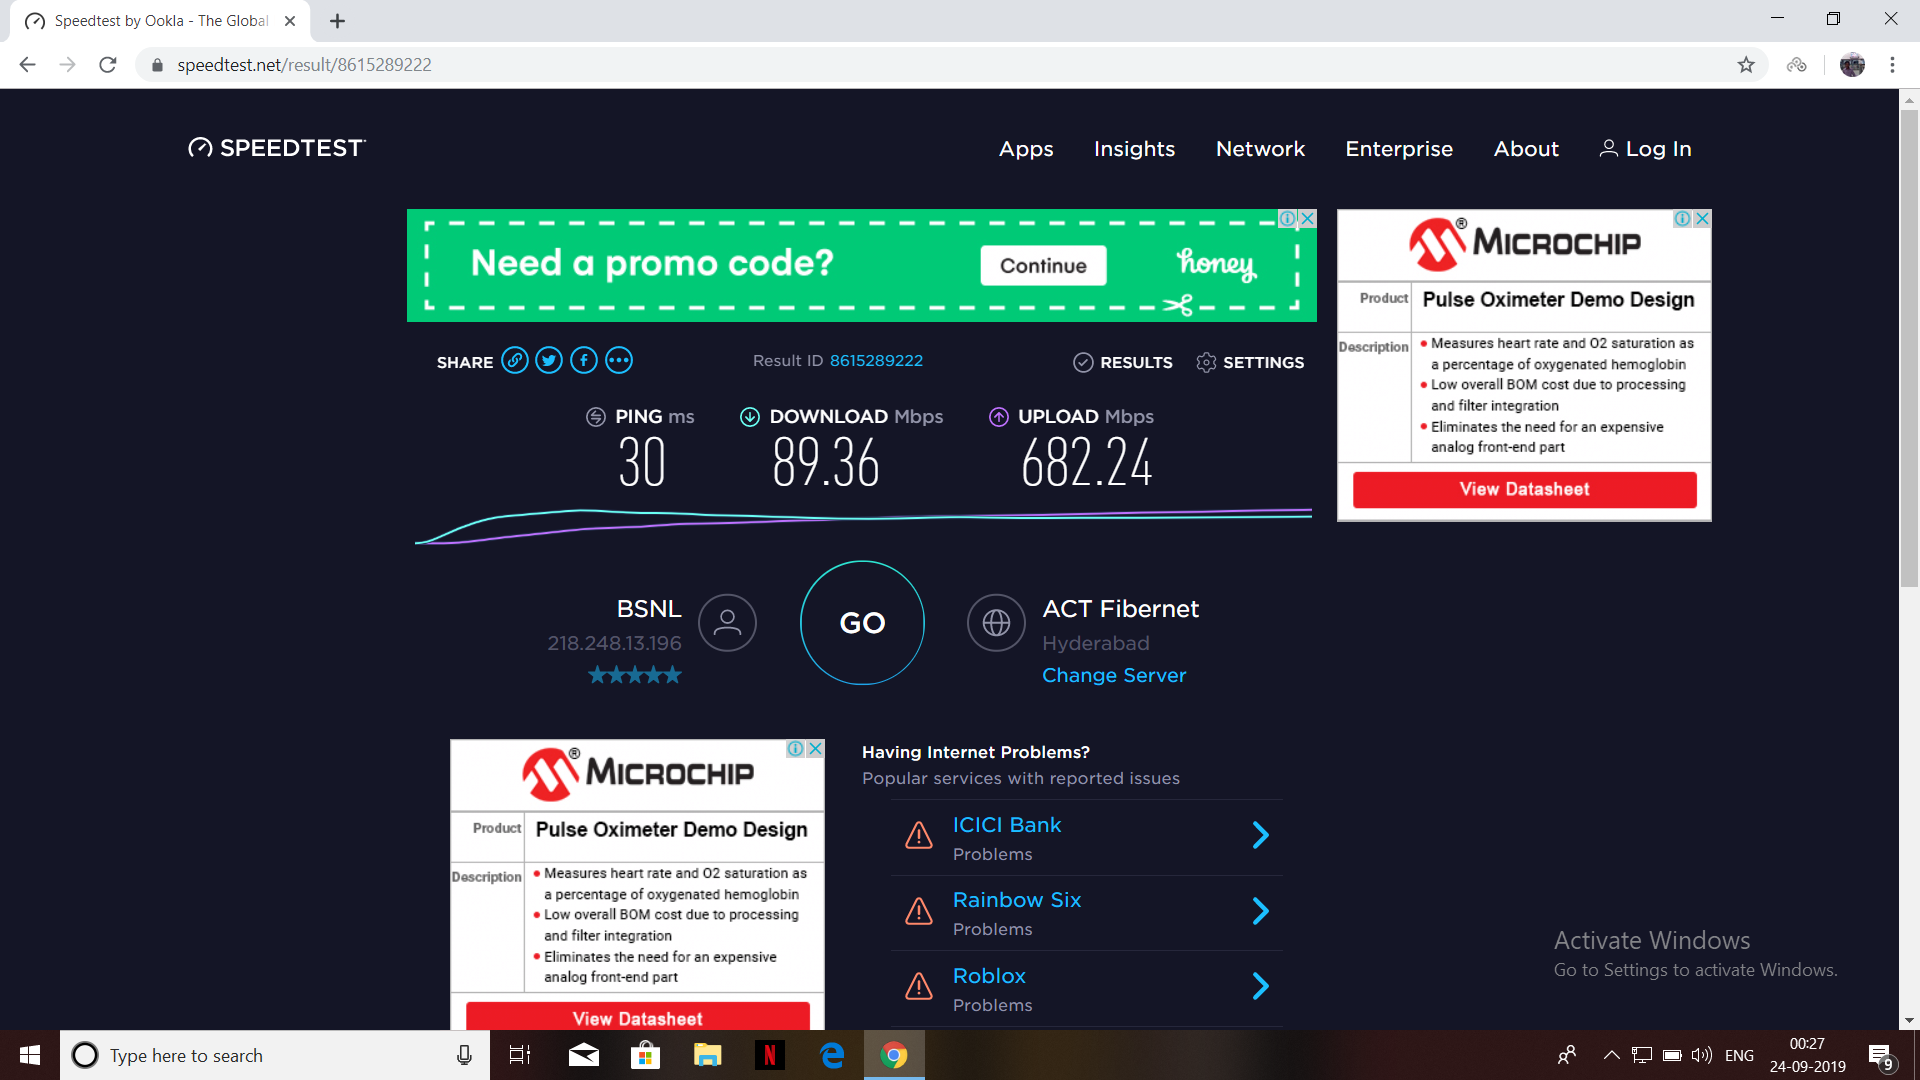 Speedtest by Ookla - The Global
speedtest.net/result/8615289222
SPEEDTEST
Apps Insights Network Enterprise About Log In
Need a promo code? Continue honey
MICROCHIP®
Product Pulse Oximeter Demo Design
Description • Measures heart rate and O2 saturation as
a percentage of oxygenated hemoglobin
• Low overall BOM cost due to processing
and filter integration
• Eliminates the need for an expensive
analog front-end part
View Datasheet
SHARE Result ID 8615289222 RESULTS SETTINGS
PING ms DOWNLOAD Mbps UPLOAD Mbps
30 89.36 682.24
BSNL
218.248.13.196
GO
ACT Fibernet
Hyderabad
Change Server
MICROCHIP®
Product Pulse Oximeter Demo Design
Description • Measures heart rate and O2 saturation as
a percentage of oxygenated hemoglobin
• Low overall BOM cost due to processing
and filter integration
• Eliminates the need for an expensive
analog front-end part
View Datasheet
Having Internet Problems?
Popular services with reported issues
ICICI Bank
Problems
Rainbow Six
Problems
Roblox
Problems
Activate Windows
Go to Settings to activate Windows.
Type here to search
ENG
00:27
24-09-2019
9